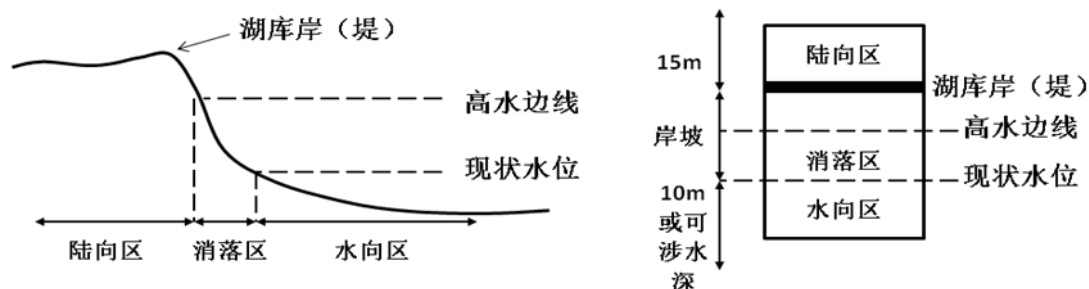 湖库岸（堤）
高水边线
现状水位
陆向区 消落区 水向区
15m
陆向区
湖库岸（堤）
岸坡
高水边线
消落区
现状水位
10m
或可
涉水
深
水向区